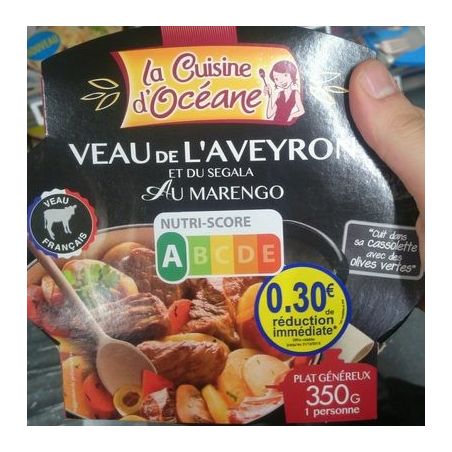 NOUVEAU
la Cuisine
d'Océane
VEAU DE L'AVEYRON
ET DU SEGALA
AU MARENGO
VEAU
FRANÇAIS
NUTRI-SCORE
A B C D E
"Cuit dans
sa cassolette
avec des
olives vertes"
0.30€
de
réduction
immédiate*
PLAT GÉNÉREUX
350G
1 personne